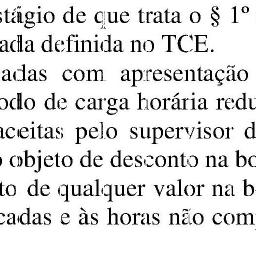 stágio de que trata o § 1º
ada definida no TCE.
adas com apresentação
odo de carga horária redu
aceitas pelo supervisor d
o objeto de desconto na bo
to de qualquer valor na b
cadas e às horas não com